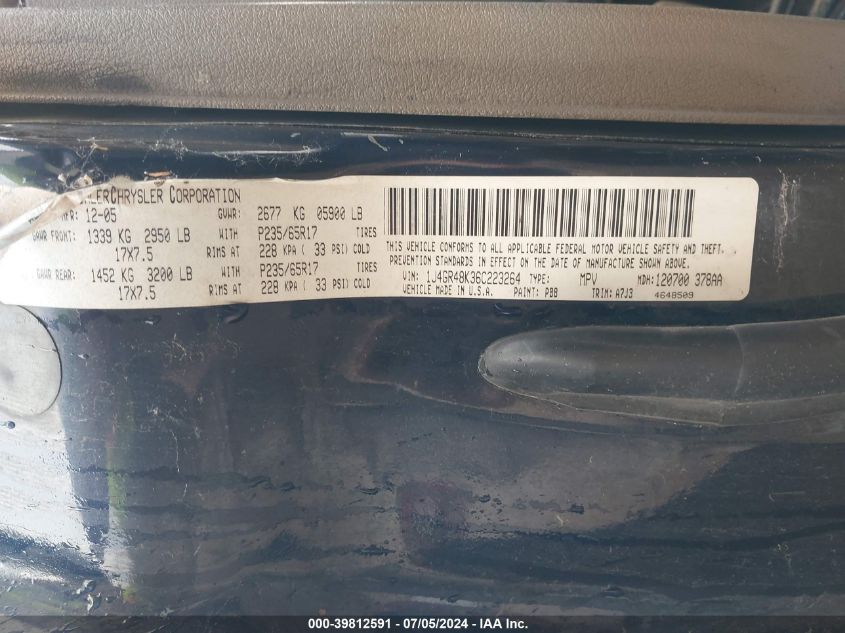 LERCHRYSLER CORPORATION
12-05 GVWR: 2677 KG 05900 LB
GAWR FRONT: 1339 KG 2950 LB WITH P235/65R17 TIRES
17X7.5 RIMS AT 228 KPA ( 33 PSI) COLD
GAWR REAR: 1452 KG 3200 LB WITH P235/65R17 TIRES
17X7.5 RIMS AT 228 KPA ( 33 PSI) COLD
THIS VEHICLE CONFORMS TO ALL APPLICABLE FEDERAL MOTOR VEHICLE SAFETY AND THEFT
PREVENTION STANDARDS IN EFFECT ON THE DATE OF MANUFACTURE SHOWN ABOVE.
VIN: 1J4GR48K36C223264 TYPE: MPV MDH: 120700 378AA
VEHICLE MADE IN U.S.A. PAINT: PBB TRIM: A7J3 4648509
000-39812591 - 07/05/2024 - IAA Inc.